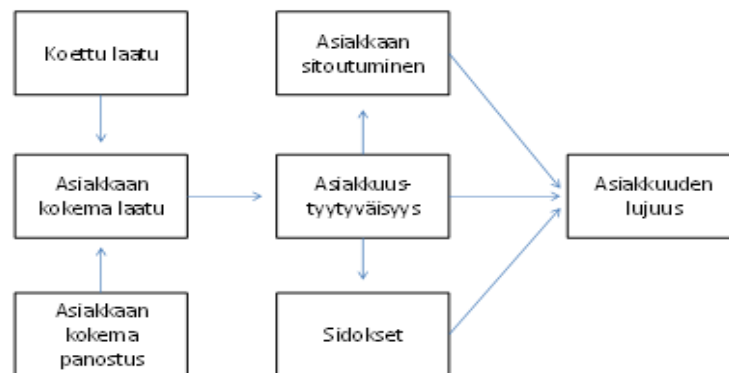 Koettu laatu
Asiakkaan
sitoutuminen
Asiakkaan
kokema laatu
Asiakkuus-
tyytyväisyys
Asiakkuuden
lujuus
Asiakkaan
kokema
panostus
Sidokset